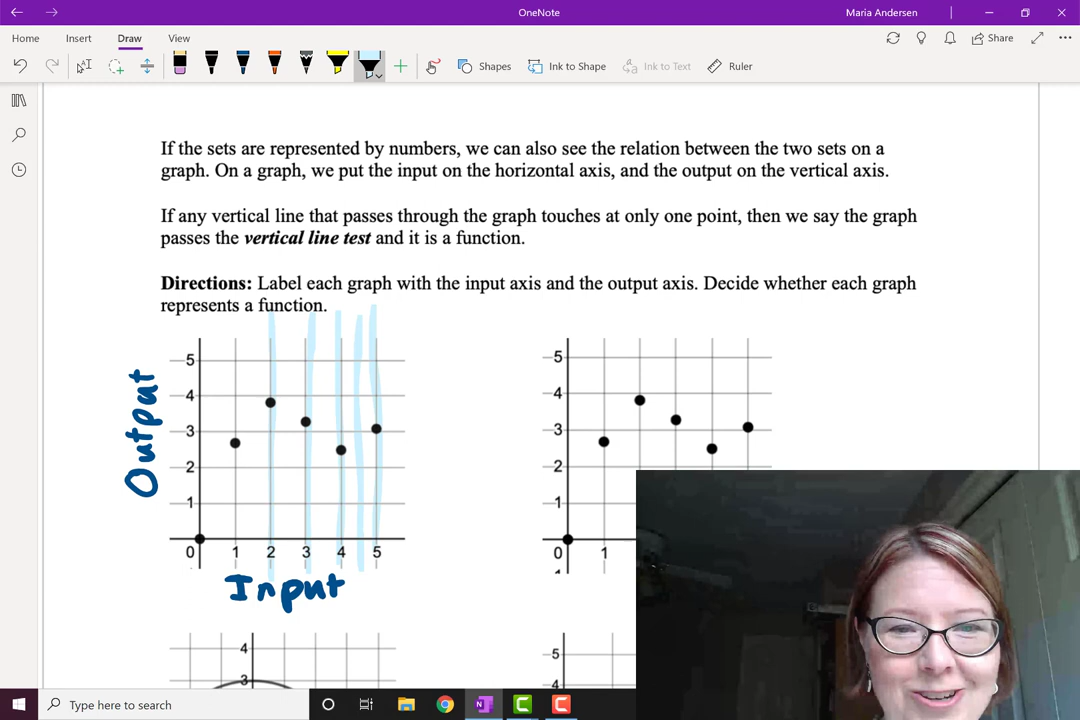 OneNote
Maria Andersen
Home Insert Draw View
Share
Shapes Ink to Shape Ink to Text Ruler
If the sets are represented by numbers, we can also see the relation between the two sets on a
graph. On a graph, we put the input on the horizontal axis, and the output on the vertical axis.
If any vertical line that passes through the graph touches at only one point, then we say the graph
passes the vertical line test and it is a function.
Directions: Label each graph with the input axis and the output axis. Decide whether each graph
represents a function.
Output
5
4
3
2
1
0 1 2 3 4 5
Input
5
4
3
2
1
0 1
4
3
5
4
Type here to search